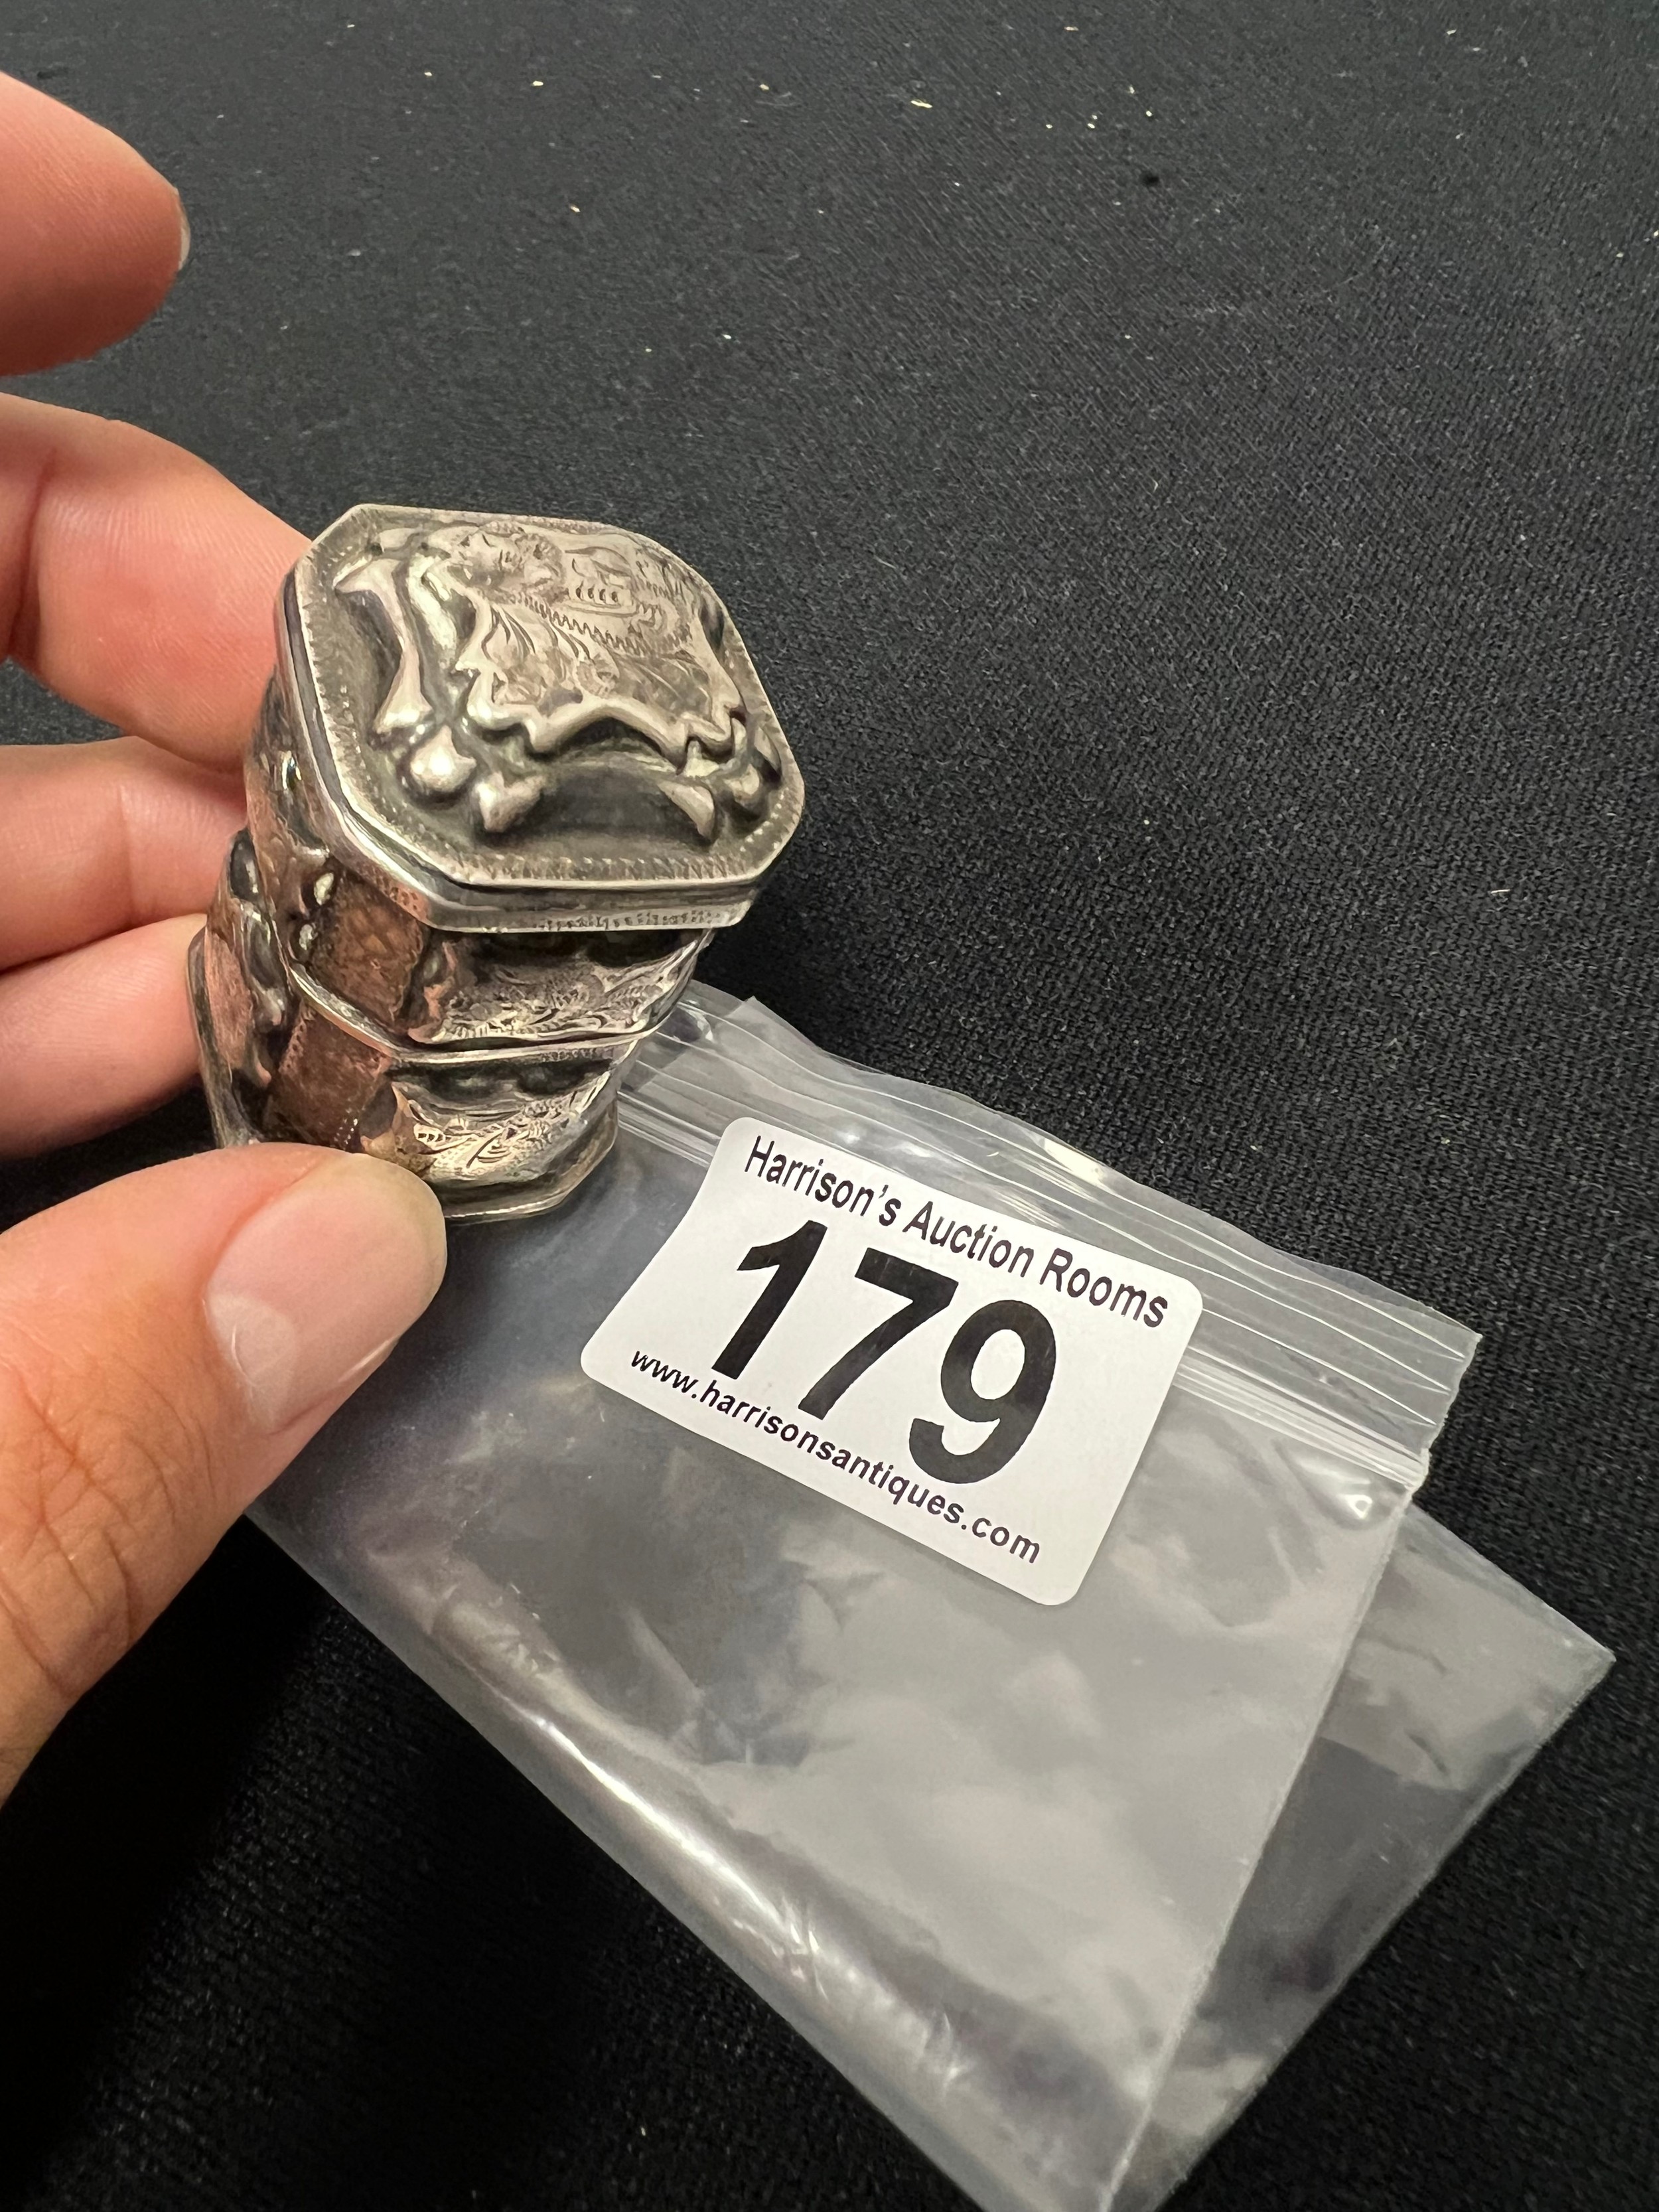 Harrison's Auction Rooms
179
www.harrisonsantiques.com